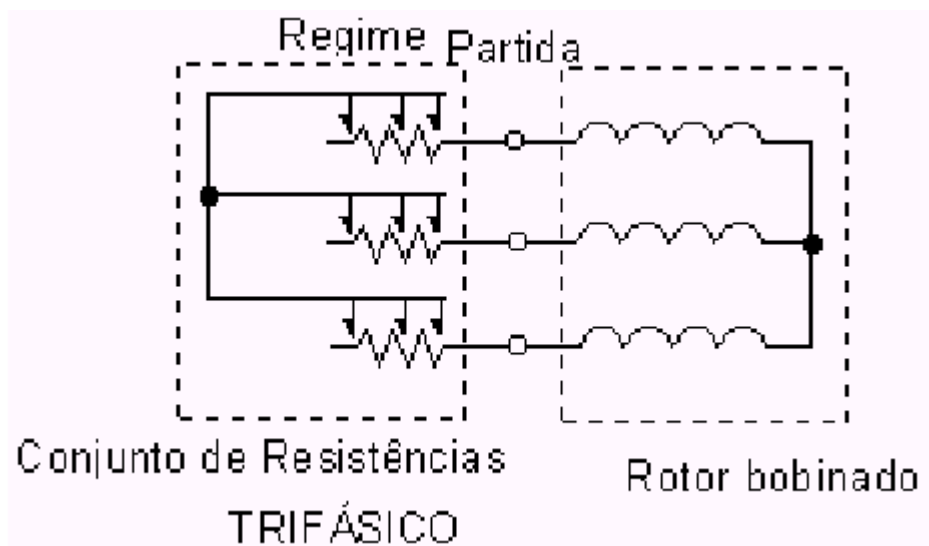 Regime Partida
Conjunto de Resistências
Rotor bobinado
TRIFÁSICO